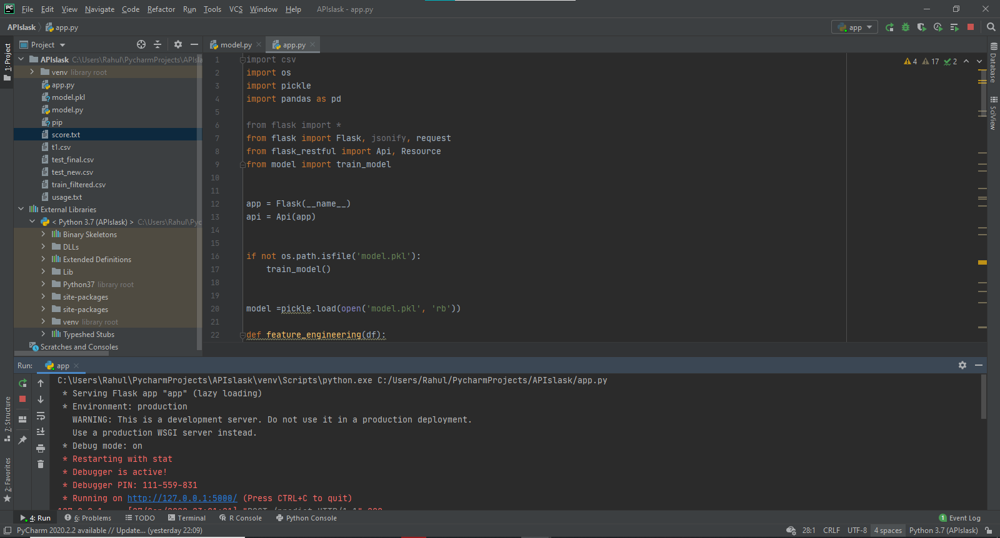 File Edit View Navigate Code Refactor Run Tools VCS Window Help APIslask - app.py
APIslask app.py
app
1: Project
Project
model.py app.py
APIslask C:\Users\Rahul\PycharmProjects\APIsla
venv library root
app.py
model.pkl
model.py
pip
score.txt
t1.csv
test_final.csv
test_new.csv
train_filtered.csv
usage.txt
External Libraries
< Python 3.7 (APIslask) > C:\Users\Rahul\Pyc
Binary Skeletons
DLLs
Extended Definitions
Lib
Python37 library root
site-packages
site-packages
venv library root
Typeshed Stubs
Scratches and Consoles
4 17 2
1 import csv
2 import os
3 import pickle
4 import pandas as pd
5
6 from flask import *
7 from flask import Flask, jsonify, request
8 from flask_restful import Api, Resource
9 from model import train_model
10
11
12 app = Flask(__name__)
13 api = Api(app)
14
15
16 if not os.path.isfile('model.pkl'):
17 train_model()
18
19
20 model =pickle.load(open('model.pkl', 'rb'))
21
22 def feature_engineering(df):
Database
SciView
Run: app
7: Structure
2: Favorites
C:\Users\Rahul\PycharmProjects\APIslask\venv\Scripts\python.exe C:/Users/Rahul/PycharmProjects/APIslask/app.py
* Serving Flask app "app" (lazy loading)
* Environment: production
WARNING: This is a development server. Do not use it in a production deployment.
Use a production WSGI server instead.
* Debug mode: on
* Restarting with stat
* Debugger is active!
* Debugger PIN: 111-559-831
* Running on http://127.0.0.1:5000/ (Press CTRL+C to quit)
4: Run 6: Problems TODO Terminal R Console Python Console 1 Event Log
PyCharm 2020.2.2 available // Update... (yesterday 22:09) 28:1 CRLF UTF-8 4 spaces Python 3.7 (APIslask)